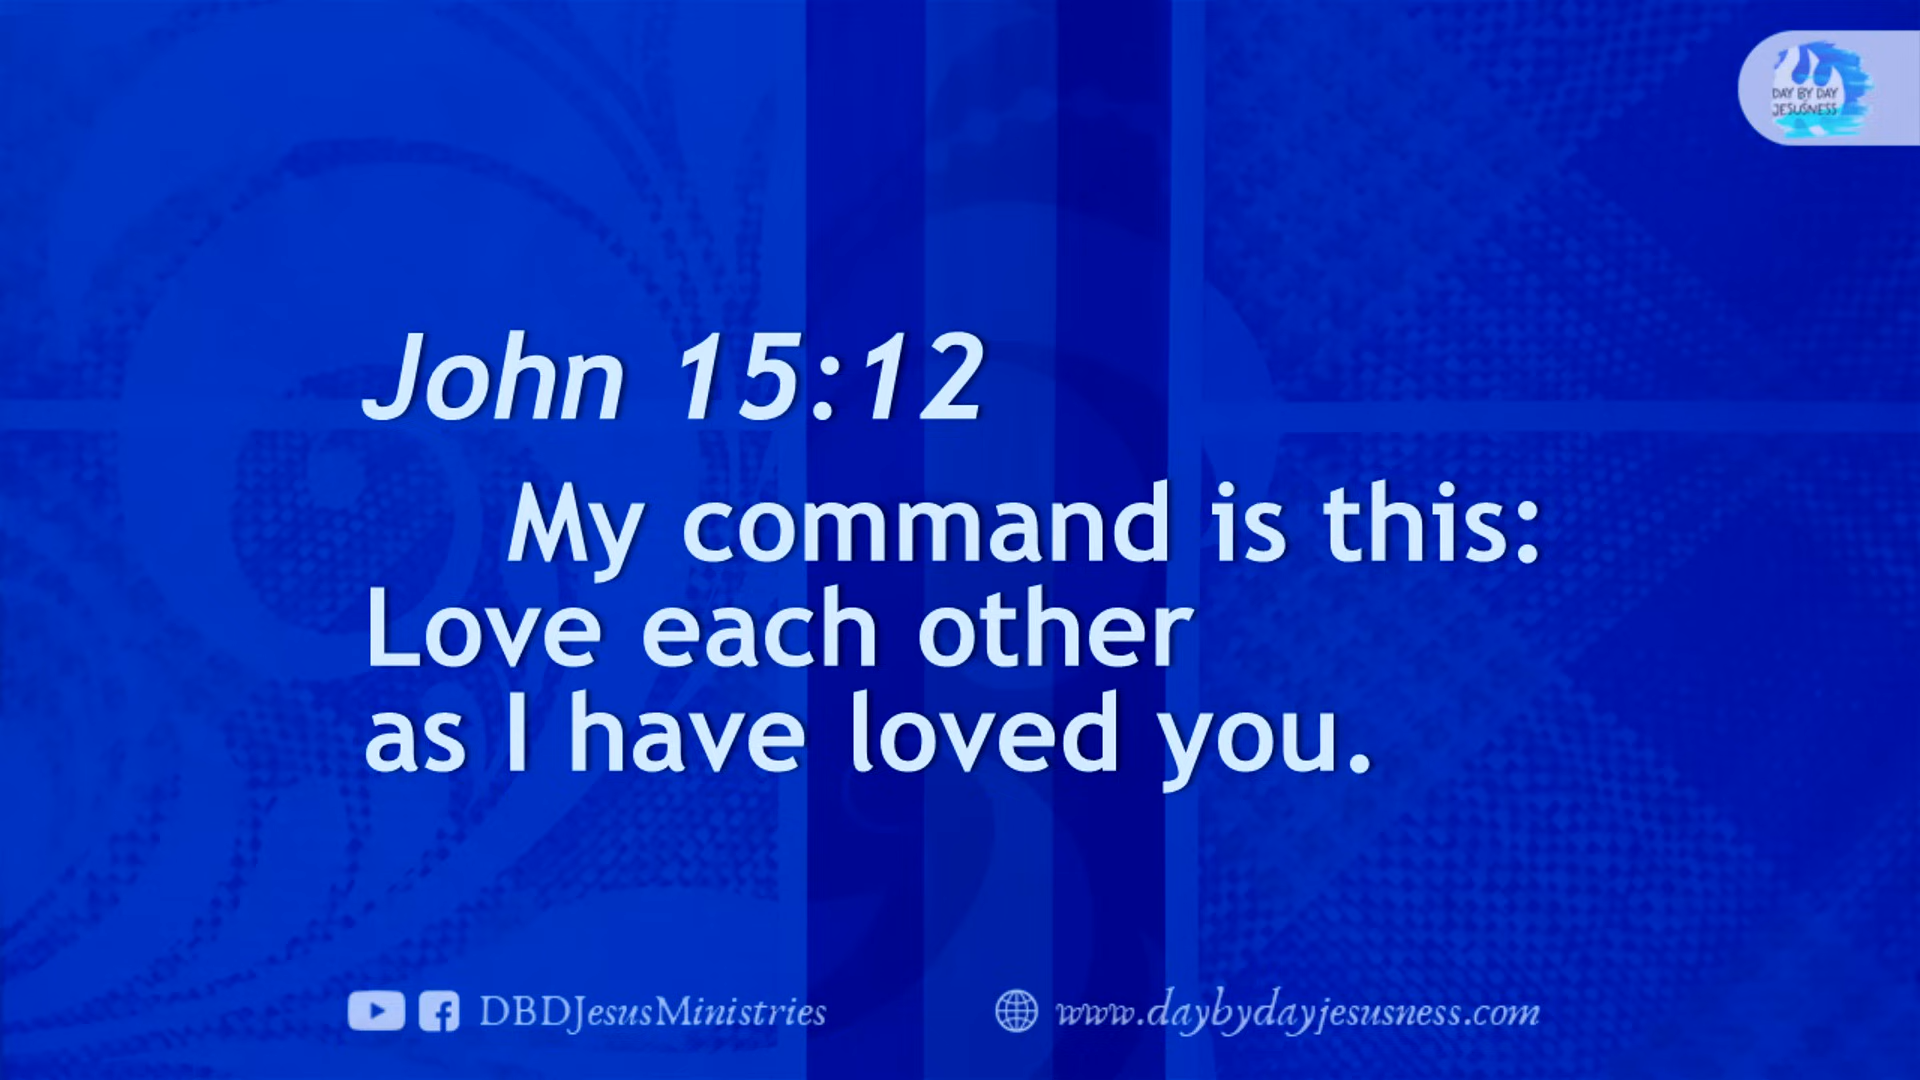 DAY BY DAY
JESUSNESS
John 15:12
My command is this:
Love each other
as I have loved you.
DBDJesusMinistries
www.daybydayjesusness.com